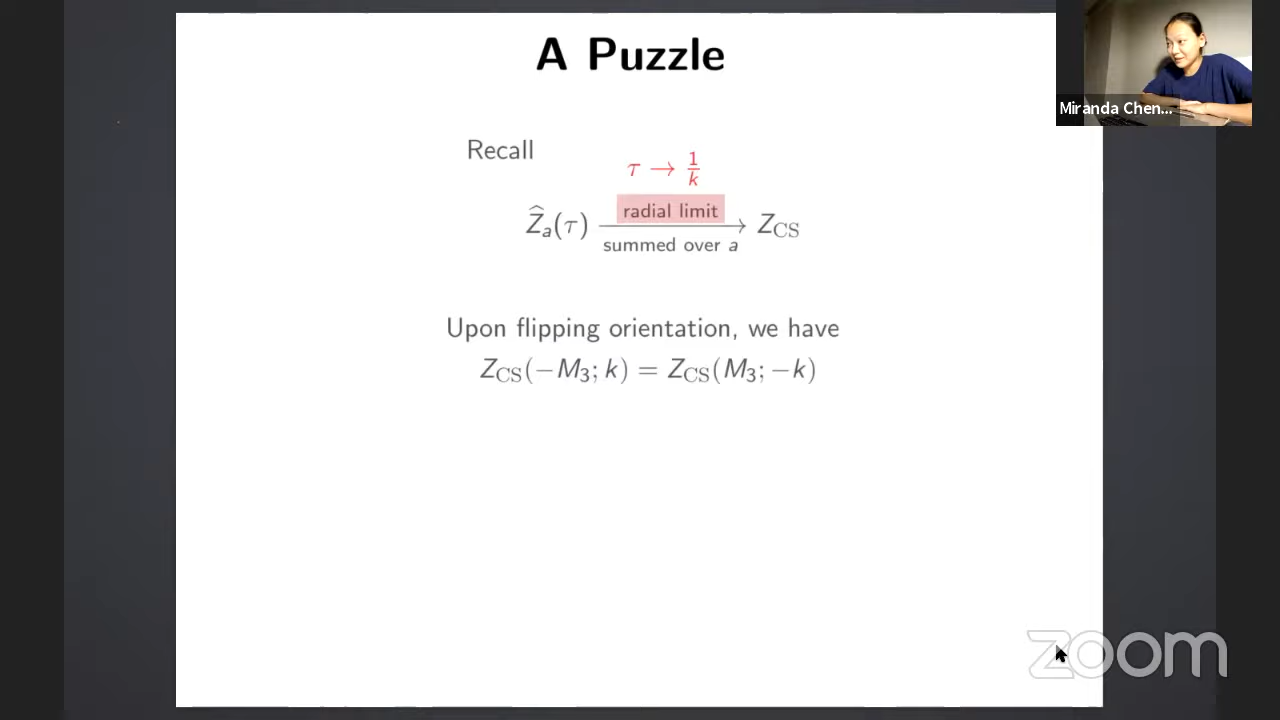 A Puzzle
Miranda Chen...
Recall
τ → 1/k
radial limit
Ẑ_a(τ) ⟶ Z_CS
summed over a
Upon flipping orientation, we have
Z_CS(−M_3; k) = Z_CS(M_3; −k)
zoom